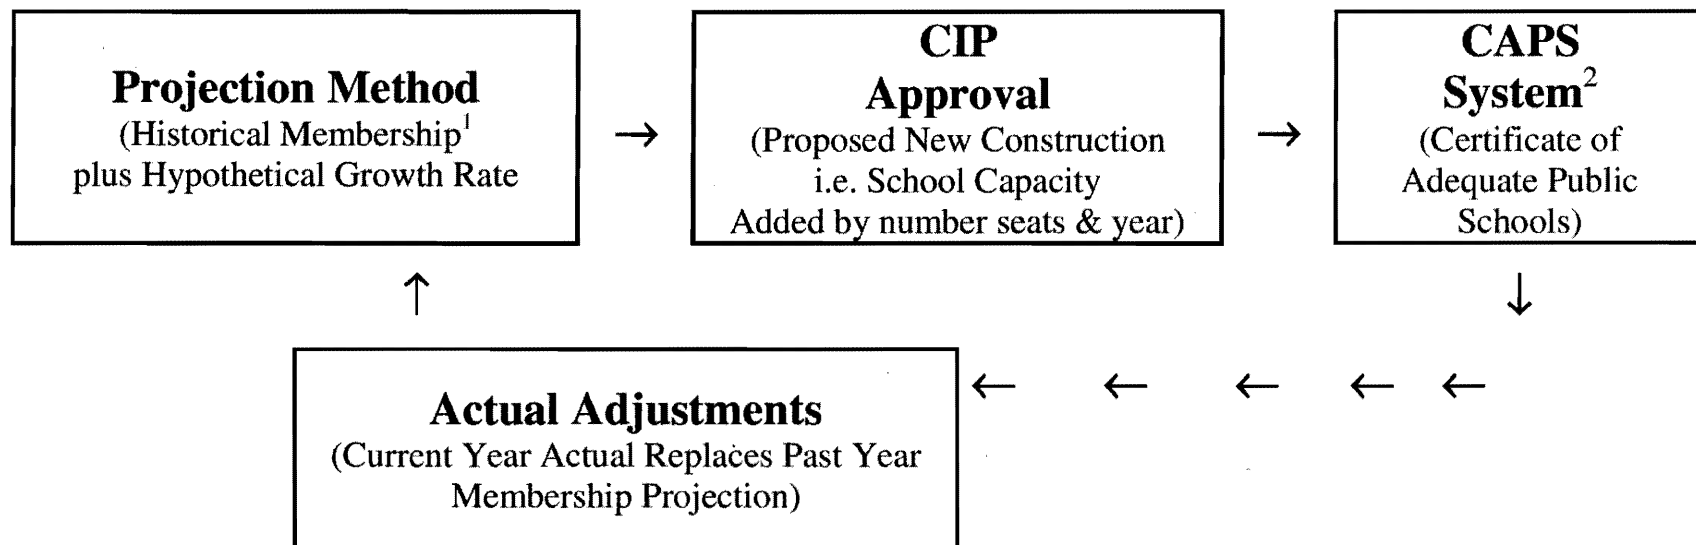 Projection Method
(Historical Membership¹
plus Hypothetical Growth Rate
→
CIP
Approval
(Proposed New Construction
i.e. School Capacity
Added by number seats & year)
→
CAPS
System²
(Certificate of
Adequate Public
Schools)
↑
↓
Actual Adjustments
(Current Year Actual Replaces Past Year
Membership Projection)
← ← ← ← ←